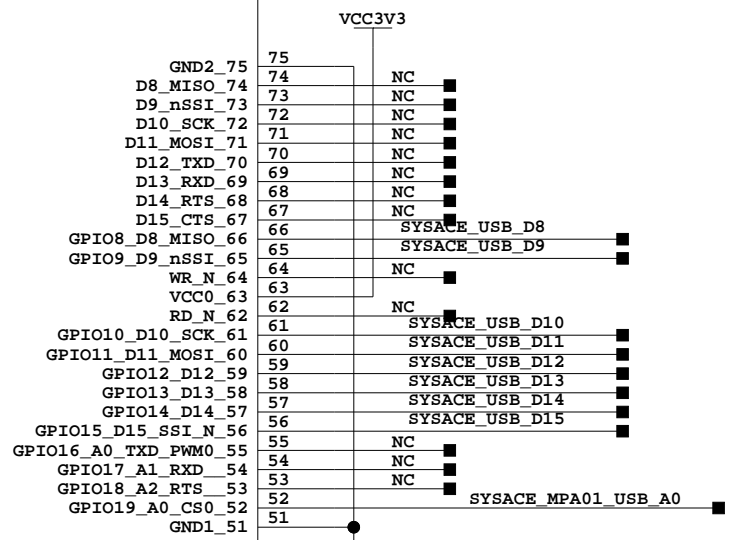 VCC3V3
GND2_75 75
D8_MISO_74 74 NC
D9_nSSI_73 73 NC
D10_SCK_72 72 NC
D11_MOSI_71 71 NC
D12_TXD_70 70 NC
D13_RXD_69 69 NC
D14_RTS_68 68 NC
D15_CTS_67 67 NC
GPIO8_D8_MISO_66 66 SYSACE_USB_D8
GPIO9_D9_nSSI_65 65 SYSACE_USB_D9
WR_N_64 64 NC
VCC0_63 63
RD_N_62 62 NC
GPIO10_D10_SCK_61 61 SYSACE_USB_D10
GPIO11_D11_MOSI_60 60 SYSACE_USB_D11
GPIO12_D12_59 59 SYSACE_USB_D12
GPIO13_D13_58 58 SYSACE_USB_D13
GPIO14_D14_57 57 SYSACE_USB_D14
GPIO15_D15_SSI_N_56 56 SYSACE_USB_D15
GPIO16_A0_TXD_PWM0_55 55 NC
GPIO17_A1_RXD__54 54 NC
GPIO18_A2_RTS__53 53 NC
GPIO19_A0_CS0_52 52 SYSACE_MPA01_USB_A0
GND1_51 51